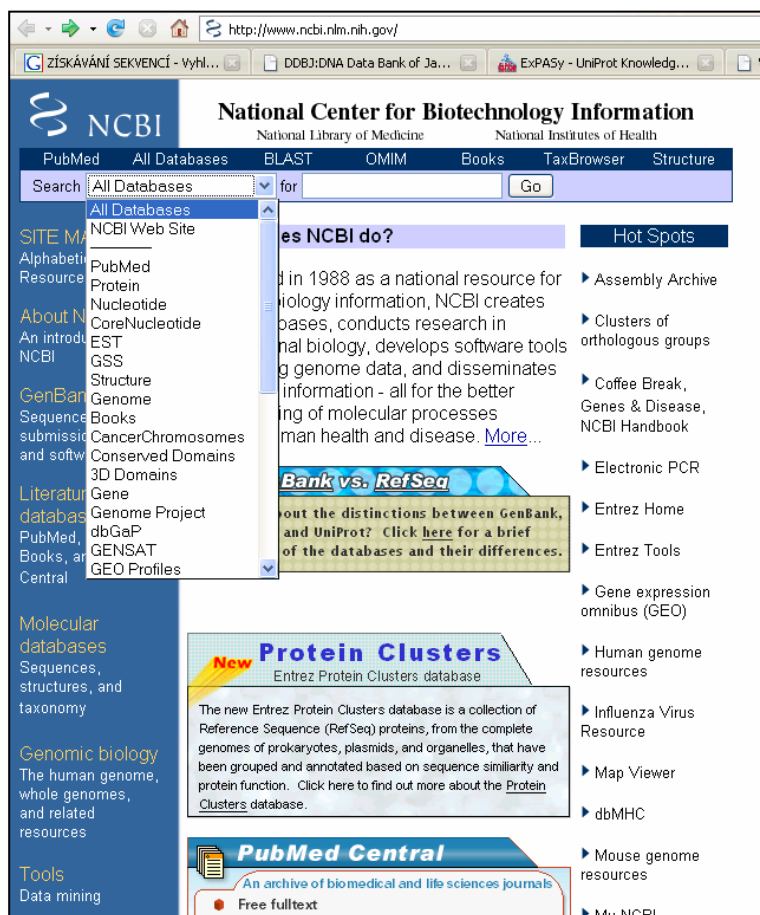 http://www.ncbi.nlm.nih.gov/
ZÍSKÁVÁNÍ SEKVENCÍ - Vyhl...
DDBJ:DNA Data Bank of Ja...
ExPASy - UniProt Knowledg...
NCBI
National Center for Biotechnology Information
National Library of Medicine National Institutes of Health
PubMed All Databases BLAST OMIM Books TaxBrowser Structure
Search All Databases for Go
All Databases
NCBI Web Site
PubMed
Protein
Nucleotide
CoreNucleotide
EST
GSS
Structure
Genome
Books
CancerChromosomes
Conserved Domains
3D Domains
Gene
Genome Project
dbGaP
GENSAT
GEO Profiles
SITE MA
Alphabeti
Resource
About N
An introdu
NCBI
GenBan
Sequence
submissio
and softw
Literatur
databas
PubMed,
Books, an
Central
Molecular
databases
Sequences,
structures, and
taxonomy
Genomic biology
The human genome,
whole genomes,
and related
resources
Tools
Data mining
es NCBI do?
d in 1988 as a national resource for
iology information, NCBI creates
bases, conducts research in
nal biology, develops software tools
g genome data, and disseminates
information - all for the better
ing of molecular processes
man health and disease. More...
Bank vs. RefSeq
out the distinctions between GenBank,
and UniProt? Click here for a brief
of the databases and their differences.
New Protein Clusters
Entrez Protein Clusters database
The new Entrez Protein Clusters database is a collection of
Reference Sequence (RefSeq) proteins, from the complete
genomes of prokaryotes, plasmids, and organelles, that have
been grouped and annotated based on sequence similiarity and
protein function. Click here to find out more about the Protein
Clusters database.
PubMed Central
An archive of biomedical and life sciences journals
Free fulltext
Hot Spots
Assembly Archive
Clusters of
orthologous groups
Coffee Break,
Genes & Disease,
NCBI Handbook
Electronic PCR
Entrez Home
Entrez Tools
Gene expression
omnibus (GEO)
Human genome
resources
Influenza Virus
Resource
Map Viewer
dbMHC
Mouse genome
resources
My NCBI